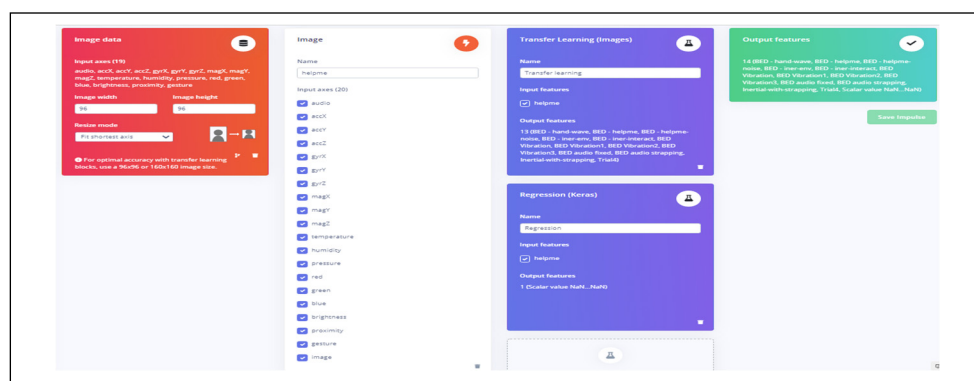 Image data
Input axes (19)
audio, accX, accY, accZ, gyrX, gyrY, gyrZ, magX, magY,
magZ, temperature, humidity, pressure, red, green,
blue, brightness, proximity, gesture
Image width Image height
96 96
Resize mode
Fit shortest axis
For optimal accuracy with transfer learning
blocks, use a 96x96 or 160x160 image size.
Image
Name
helpme
Input axes (20)
audio
accX
accY
accZ
gyrX
gyrY
gyrZ
magX
magY
magZ
temperature
humidity
pressure
red
green
blue
brightness
proximity
gesture
image
Transfer Learning (Images)
Name
Transfer learning
Input features
helpme
Output features
13 (BED - hand-wave, BED - helpme, BED - helpme-
noise, BED - iner-env, BED - iner-interact, BED
Vibration, BED Vibration1, BED Vibration2, BED
Vibration3, BED audio fixed, BED audio strapping,
Inertial-with-strapping, Trial4)
Regression (Keras)
Name
Regression
Input features
helpme
Output features
1 (Scalar value NaN...NaN)
Output features
14 (BED - hand-wave, BED - helpme, BED - helpme-
noise, BED - iner-env, BED - iner-interact, BED
Vibration, BED Vibration1, BED Vibration2, BED
Vibration3, BED audio fixed, BED audio strapping,
Inertial-with-strapping, Trial4, Scalar value NaN...NaN)
Save Impulse